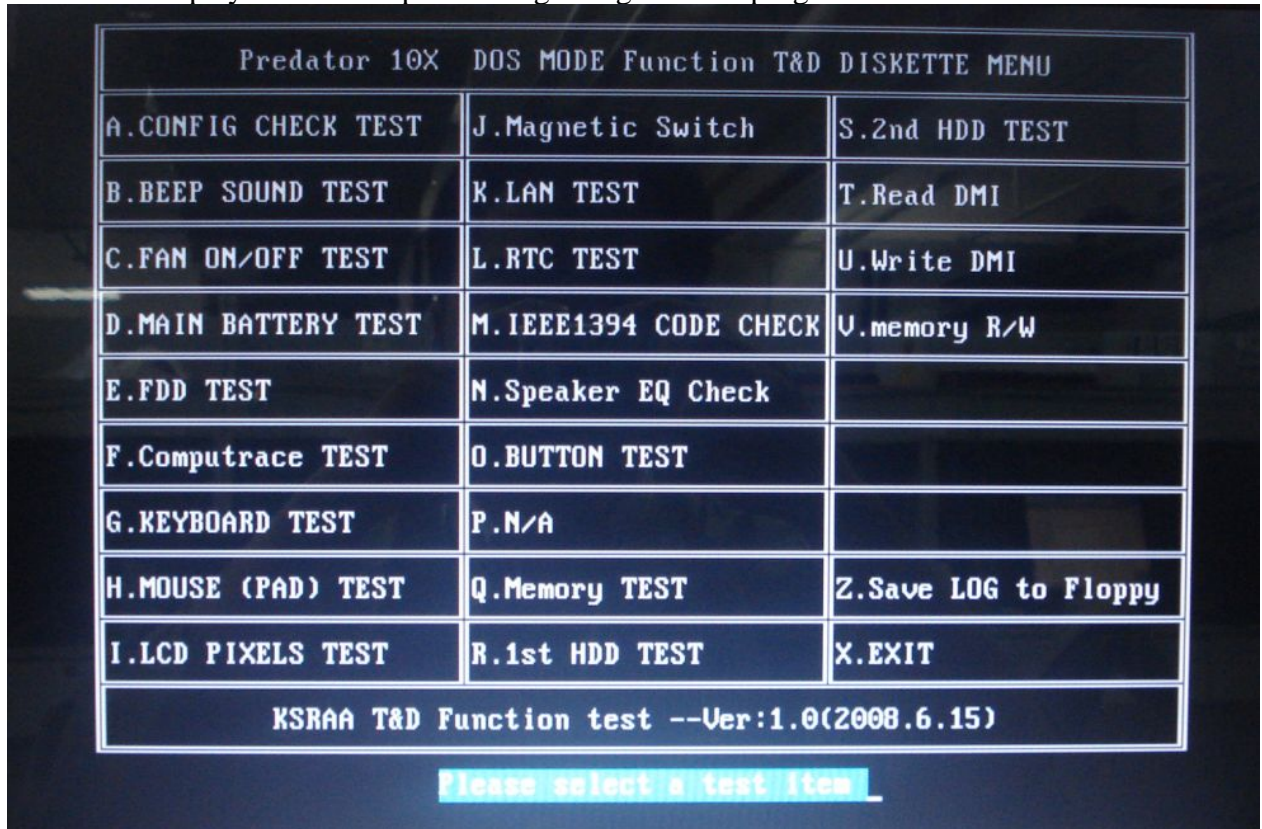 Predator 10X DOS MODE Function T&D DISKETTE MENU
A.CONFIG CHECK TEST J.Magnetic Switch S.2nd HDD TEST
B.BEEP SOUND TEST K.LAN TEST T.Read DMI
C.FAN ON/OFF TEST L.RTC TEST U.Write DMI
D.MAIN BATTERY TEST M.IEEE1394 CODE CHECK V.memory R/W
E.FDD TEST N.Speaker EQ Check
F.Computrace TEST O.BUTTON TEST
G.KEYBOARD TEST P.N/A
H.MOUSE (PAD) TEST Q.Memory TEST Z.Save LOG to Floppy
I.LCD PIXELS TEST R.1st HDD TEST X.EXIT
KSRAA T&D Function test --Ver:1.0(2008.6.15)
Please select a test item _